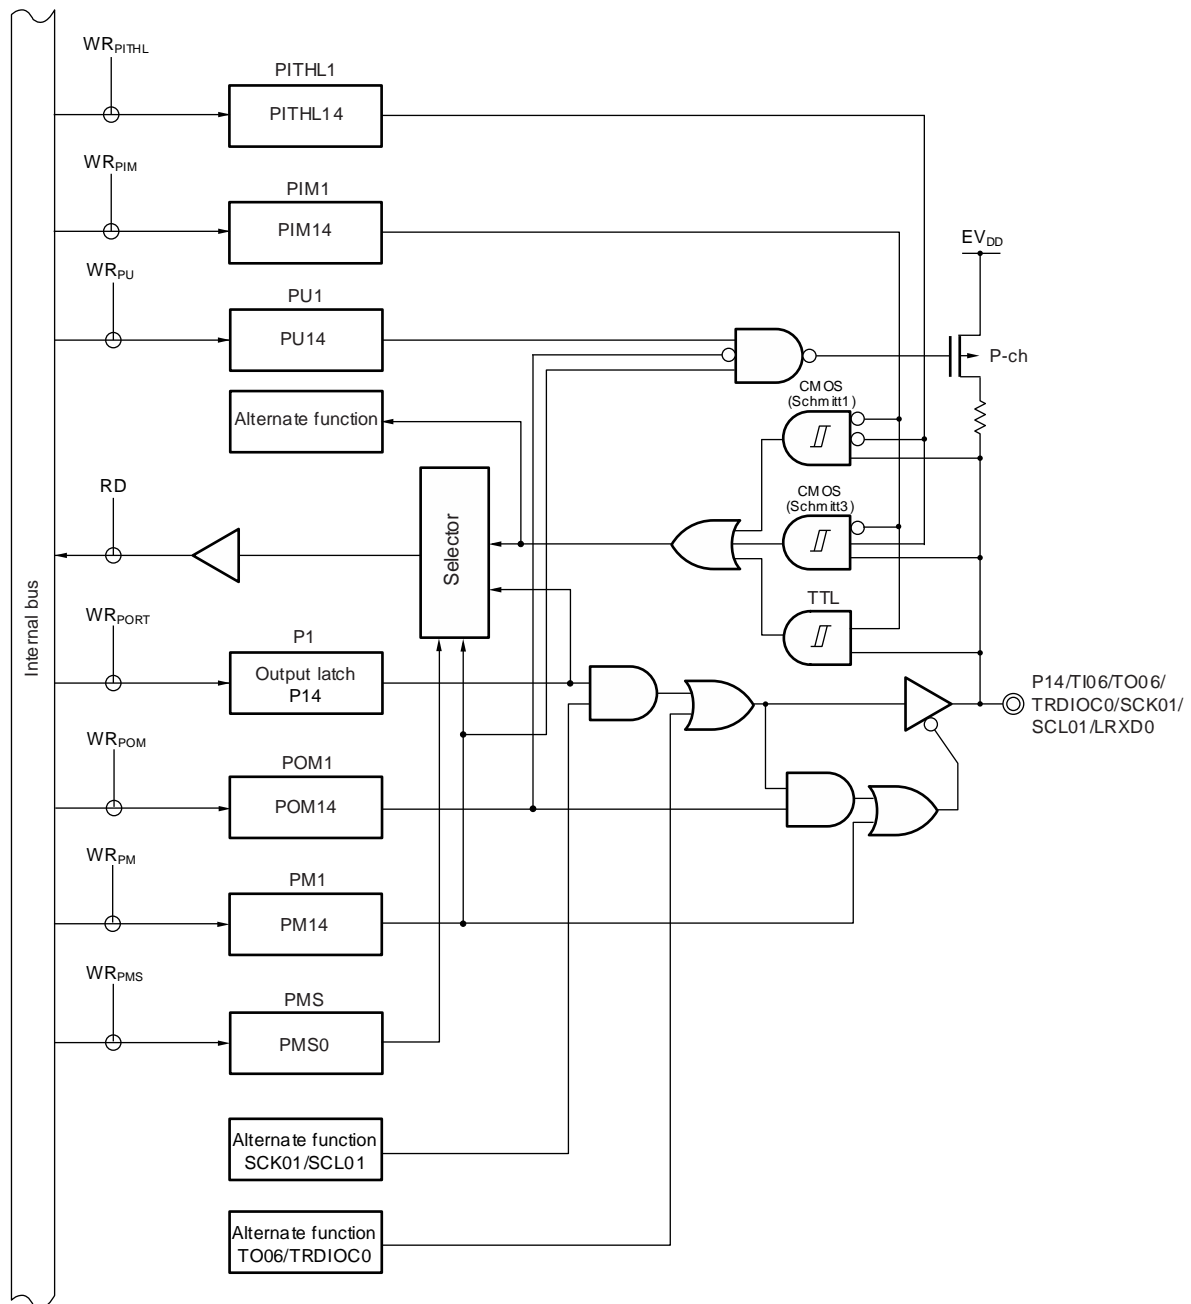 WRPITHL
PITHL1
PITHL14
WRPIM
PIM1
PIM14
EVDD
WRPU
PU1
PU14
P-ch
CMOS
(Schmitt1)
Alternate function
RD
Selector
CMOS
(Schmitt3)
Internal bus
TTL
WRPORT
P1
Output latch
P14
P14/TI06/TO06/
TRDIOC0/SCK01/
SCL01/LRXD0
WRPOM
POM1
POM14
WRPM
PM1
PM14
WRPMS
PMS
PMS0
Alternate function
SCK01/SCL01
Alternate function
TO06/TRDIOC0